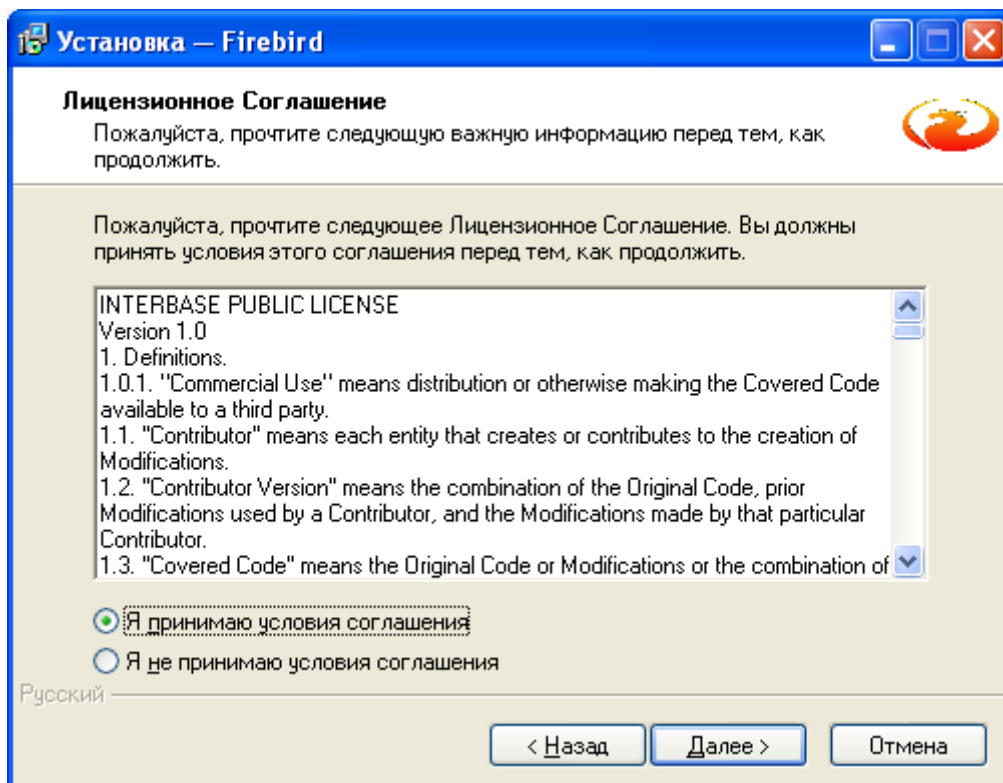 Установка — Firebird
Лицензионное Соглашение
Пожалуйста, прочтите следующую важную информацию перед тем, как
продолжить.
Пожалуйста, прочтите следующее Лицензионное Соглашение. Вы должны
принять условия этого соглашения перед тем, как продолжить.
INTERBASE PUBLIC LICENSE
Version 1.0
1. Definitions.
1.0.1. "Commercial Use" means distribution or otherwise making the Covered Code
available to a third party.
1.1. "Contributor" means each entity that creates or contributes to the creation of
Modifications.
1.2. "Contributor Version" means the combination of the Original Code, prior
Modifications used by a Contributor, and the Modifications made by that particular
Contributor.
1.3. "Covered Code" means the Original Code or Modifications or the combination of
Я принимаю условия соглашения
Я не принимаю условия соглашения
Русский
< Назад Далее > Отмена